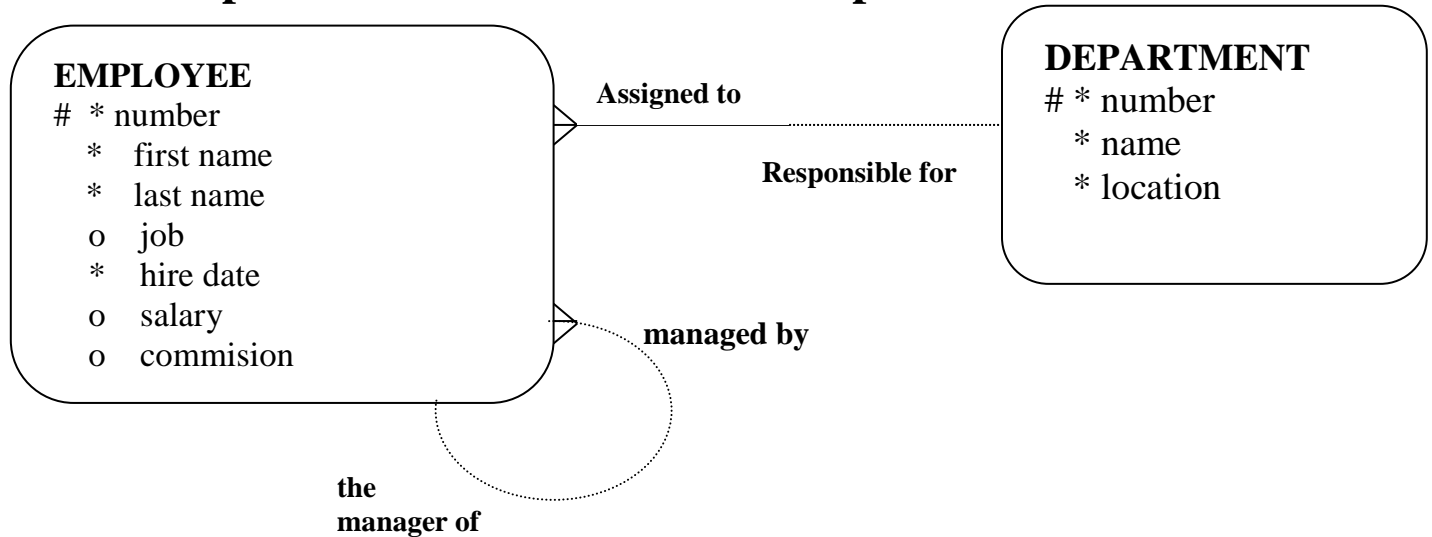 EMPLOYEE
# * number
* first name
* last name
o job
* hire date
o salary
o commision
Assigned to
Responsible for
DEPARTMENT
# * number
* name
* location
managed by
the
manager of